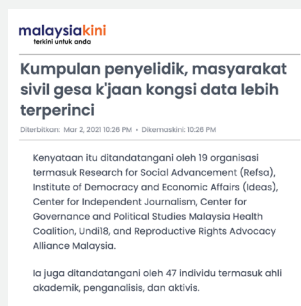 malaysiakini
terkini untuk anda
Kumpulan penyelidik, masyarakat
sivil gesa k'jaan kongsi data lebih
terperinci
Diterbitkan: Mar 2, 2021 10:26 PM • Dikemaskini: 10:26 PM
Kenyataan itu ditandatangani oleh 19 organisasi
termasuk Research for Social Advancement (Refsa),
Institute of Democracy and Economic Affairs (Ideas),
Center for Independent Journalism, Center for
Governance and Political Studies Malaysia Health
Coalition, Undi18, and Reproductive Rights Advocacy
Alliance Malaysia.
Ia juga ditandatangani oleh 47 individu termasuk ahli
akademik, penganalisis, dan aktivis.